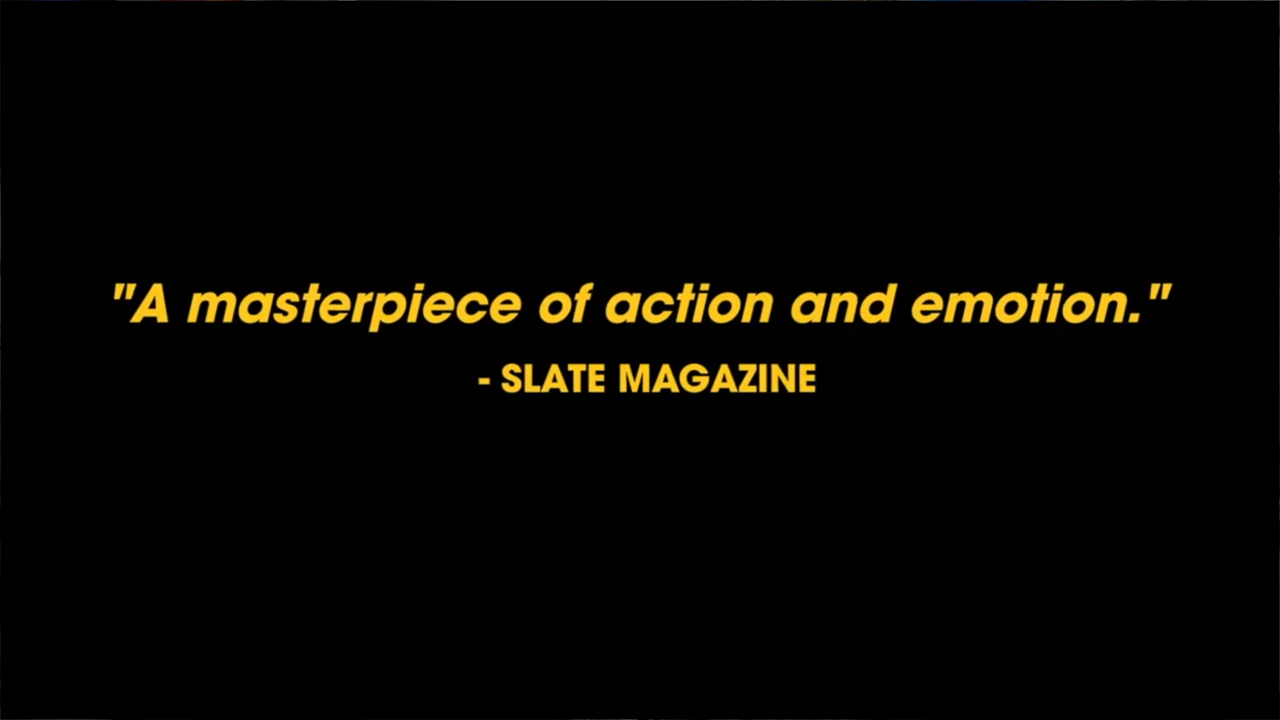 "A masterpiece of action and emotion."
- SLATE MAGAZINE